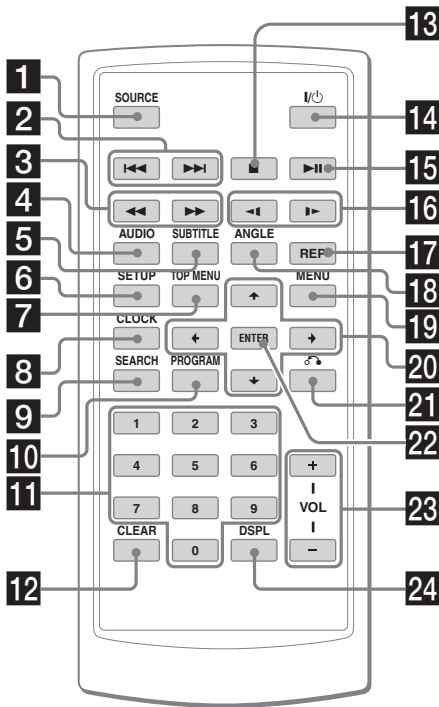 13
1 SOURCE I/⏻ 14
2 ⏮ ⏭ ■ ⏯ 15
3 ◀◀ ▶▶ ◀❙ ❙▶ 16
4 AUDIO SUBTITLE ANGLE REP 17
5 18
6 SETUP TOP MENU MENU
7 ↑ 19
8 CLOCK ← ENTER → 20
9 SEARCH PROGRAM ↓ 21
10 22
11 1 2 3
4 5 6 +
7 8 9 VOL 23
CLEAR 0 DSPL −
12 24